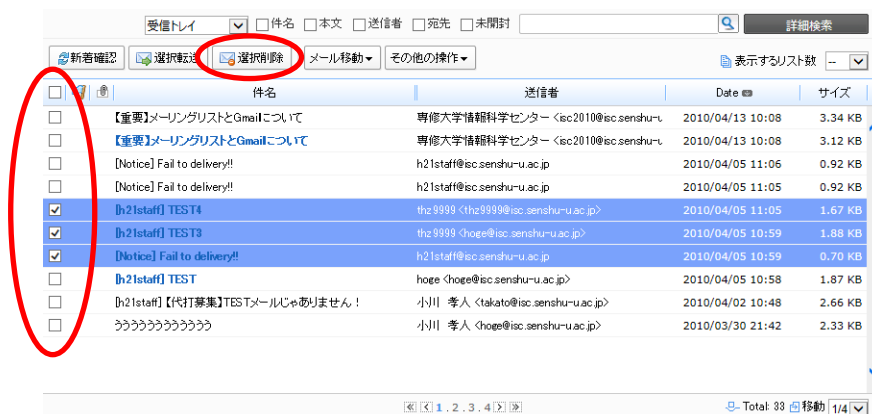 受信トレイ 件名 本文 送信者 宛先 未開封 詳細検索
新着確認 選択転送 選択削除 メール移動 その他の操作 表示するリスト数 --
件名 送信者 Date サイズ
【重要】メーリングリストとGmailについて 専修大学情報科学センター <isc2010@isc.senshu-u 2010/04/13 10:08 3.34 KB
【重要】メーリングリストとGmailについて 専修大学情報科学センター <isc2010@isc.senshu-u 2010/04/13 10:08 3.12 KB
[Notice] Fail to delivery!! h21staff@isc.senshu-u.ac.jp 2010/04/05 11:06 0.92 KB
[Notice] Fail to delivery!! h21staff@isc.senshu-u.ac.jp 2010/04/05 11:05 0.92 KB
[h21staff] TEST4 thz9999 <thz9999@isc.senshu-u.ac.jp> 2010/04/05 11:05 1.67 KB
[h21staff] TEST3 thz9999 <hoge@isc.senshu-u.ac.jp> 2010/04/05 10:59 1.88 KB
[Notice] Fail to delivery!! h21staff@isc.senshu-u.ac.jp 2010/04/05 10:59 0.70 KB
[h21staff] TEST hoge <hoge@isc.senshu-u.ac.jp> 2010/04/05 10:58 1.87 KB
[h21staff]【代打募集】TESTメールじゃありません! 小川 孝人 <takato@isc.senshu-u.ac.jp> 2010/04/02 10:48 2.66 KB
うううううううううううう 小川 孝人 <hoge@isc.senshu-u.ac.jp> 2010/03/30 21:42 2.33 KB
1 . 2 . 3 . 4 Total: 33 移動 1/4